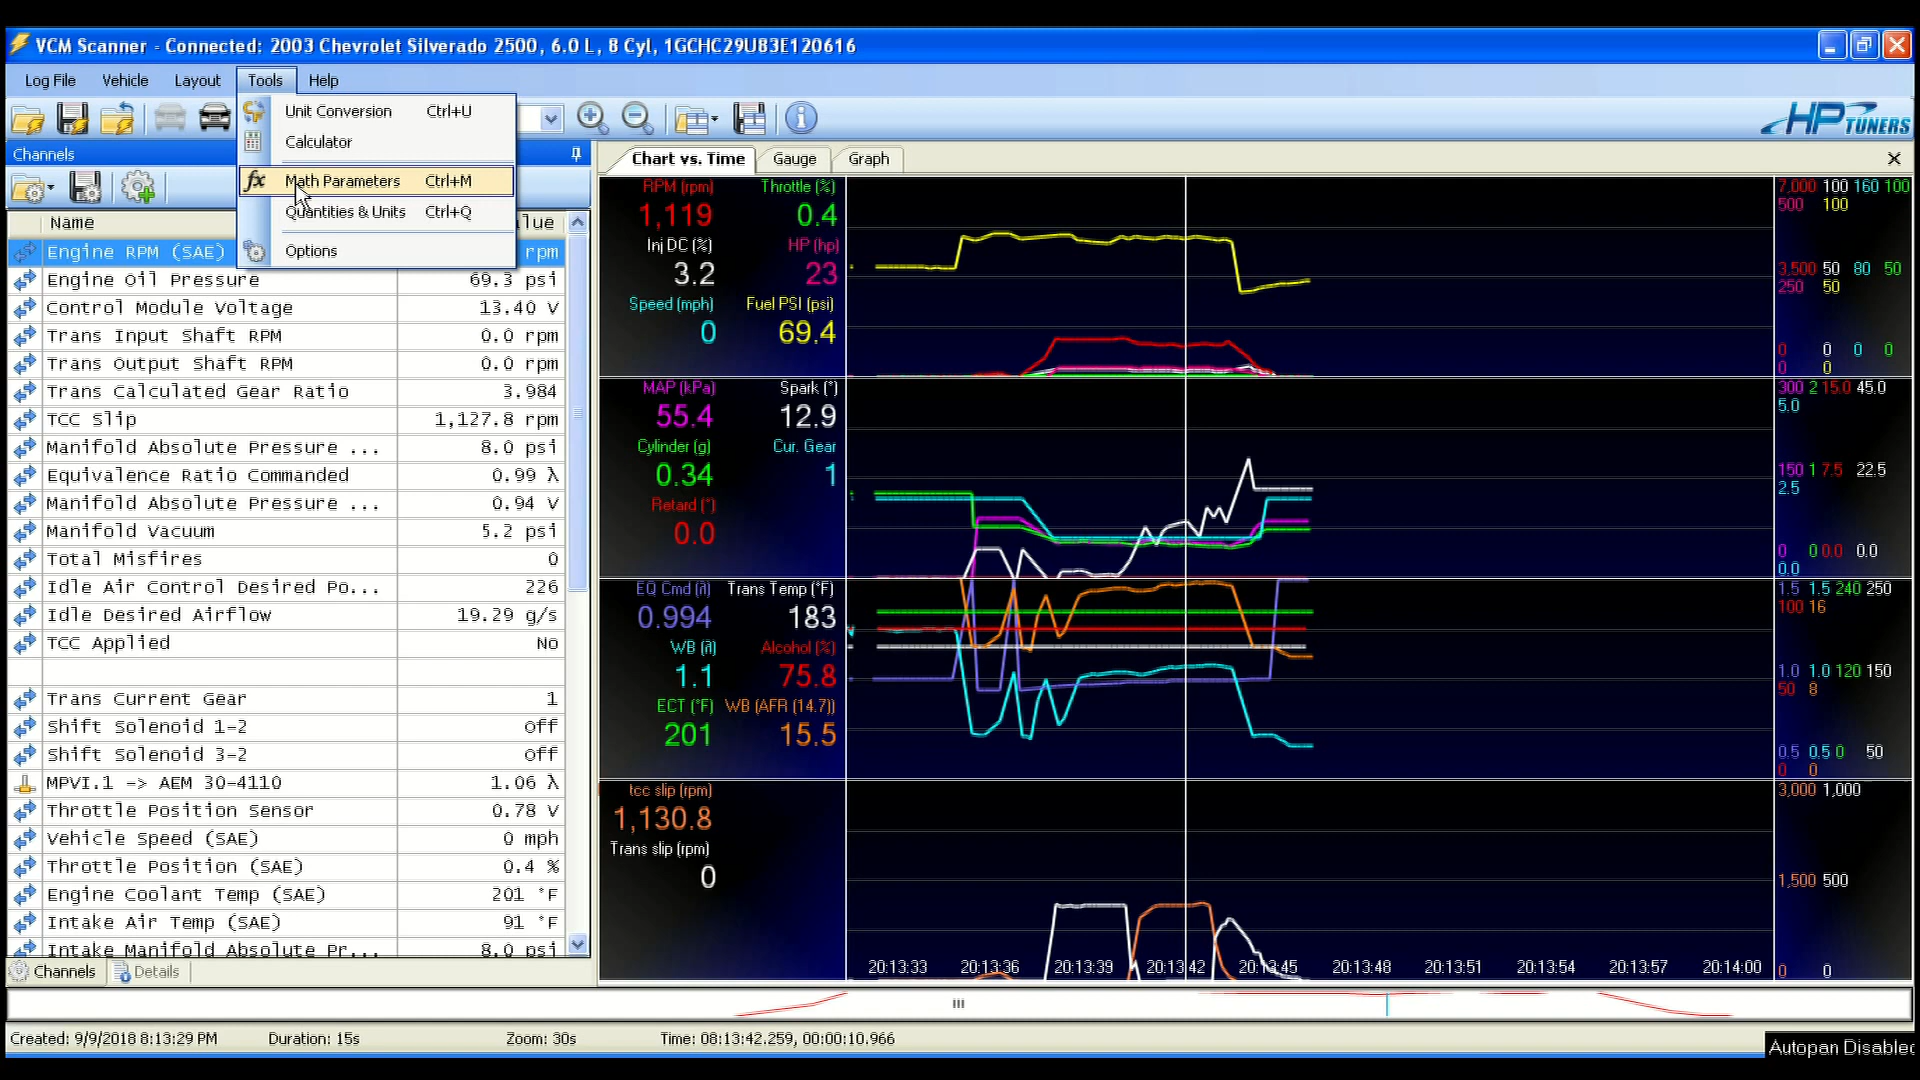 VCM Scanner - Connected: 2003 Chevrolet Silverado 2500, 6.0 L, 8 Cyl, 1GCHC29U83E120616
Log File Vehicle Layout Tools Help
Unit Conversion Ctrl+U
Calculator
Math Parameters Ctrl+M
Quantities & Units Ctrl+Q
Options
HP TUNERS
Channels
Name alue
Engine RPM (SAE) rpm
Engine Oil Pressure 69.3 psi
Control Module Voltage 13.40 V
Trans Input Shaft RPM 0.0 rpm
Trans Output Shaft RPM 0.0 rpm
Trans Calculated Gear Ratio 3.984
TCC Slip 1,127.8 rpm
Manifold Absolute Pressure ... 8.0 psi
Equivalence Ratio Commanded 0.99 λ
Manifold Absolute Pressure ... 0.94 V
Manifold Vacuum 5.2 psi
Total Misfires 0
Idle Air Control Desired Po... 226
Idle Desired Airflow 19.29 g/s
TCC Applied No
Trans Current Gear 1
Shift Solenoid 1-2 Off
Shift Solenoid 3-2 Off
MPVI.1 -> AEM 30-4110 1.06 λ
Throttle Position Sensor 0.78 V
Vehicle Speed (SAE) 0 mph
Throttle Position (SAE) 0.4 %
Engine Coolant Temp (SAE) 201 °F
Intake Air Temp (SAE) 91 °F
Intake Manifold Absolute Pr... 8.0 psi
Channels Details
Chart vs. Time Gauge Graph
RPM (rpm) Throttle (%)
1,119 0.4
Inj DC (%) HP (hp)
3.2 23
Speed (mph) Fuel PSI (psi)
0 69.4
7,000 100 160 100
500 100
3,500 50 80 50
250 50
0 0 0 0
0 0
MAP (kPa) Spark (°)
55.4 12.9
Cylinder (g) Cur. Gear
0.34 1
Retard (°)
0.0
300 2 15.0 45.0
5.0
150 1 7.5 22.5
2.5
0 0 0.0 0.0
0.0
EQ Cmd (λ) Trans Temp (°F)
0.994 183
WB (λ) Alcohol (%)
1.1 75.8
ECT (°F) WB (AFR (14.7))
201 15.5
1.5 1.5 240 250
100 16
1.0 1.0 120 150
50 8
0.5 0.5 0 50
0 0
tcc slip (rpm)
1,130.8
Trans slip (rpm)
0
3,000 1,000
1,500 500
0 0
20:13:33 20:13:36 20:13:39 20:13:42 20:13:45 20:13:48 20:13:51 20:13:54 20:13:57 20:14:00
Created: 9/9/2018 8:13:29 PM Duration: 15s Zoom: 30s Time: 08:13:42.259, 00:00:10.966
Autopan Disabled